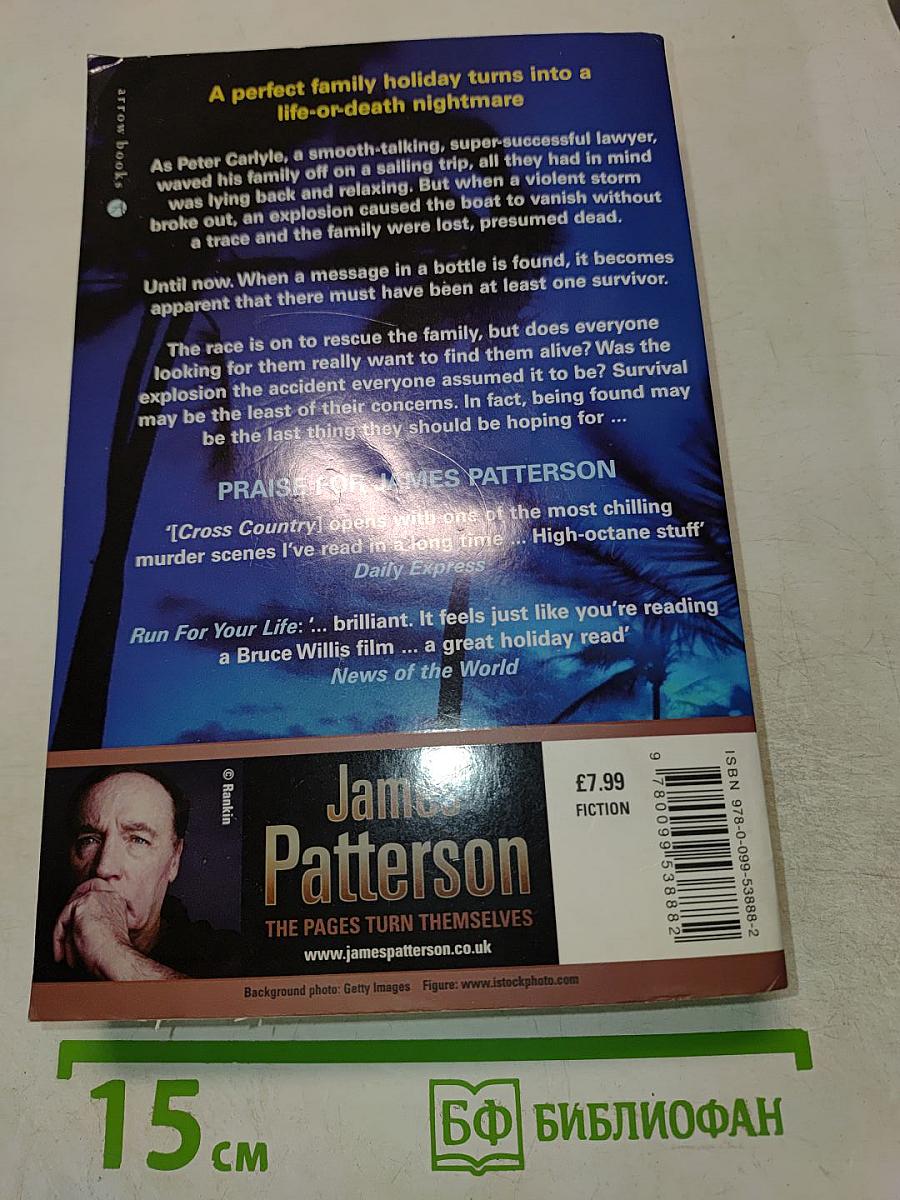 arrow books
A perfect family holiday turns into a
life-or-death nightmare
As Peter Carlyle, a smooth-talking, super-successful lawyer,
waved his family off on a sailing trip, all they had in mind
was lying back and relaxing. But when a violent storm
broke out, an explosion caused the boat to vanish without
a trace and the family were lost, presumed dead.
Until now. When a message in a bottle is found, it becomes
apparent that there must have been at least one survivor.
The race is on to rescue the family, but does everyone
looking for them really want to find them alive? Was the
explosion the accident everyone assumed it to be? Survival
may be the least of their concerns. In fact, being found may
be the last thing they should be hoping for ...
PRAISE FOR JAMES PATTERSON
‘[Cross Country] opens with one of the most chilling
murder scenes I’ve read in a long time ... High-octane stuff’
Daily Express
Run For Your Life: ‘... brilliant. It feels just like you’re reading
a Bruce Willis film ... a great holiday read’
News of the World
© Rankin
James
Patterson
THE PAGES TURN THEMSELVES
www.jamespatterson.co.uk
£7.99
FICTION
ISBN 978-0-099-53888-2
9 780099 538882
Background photo: Getty Images Figure: www.istockphoto.com
15 см
БФ БИБЛИОФАН